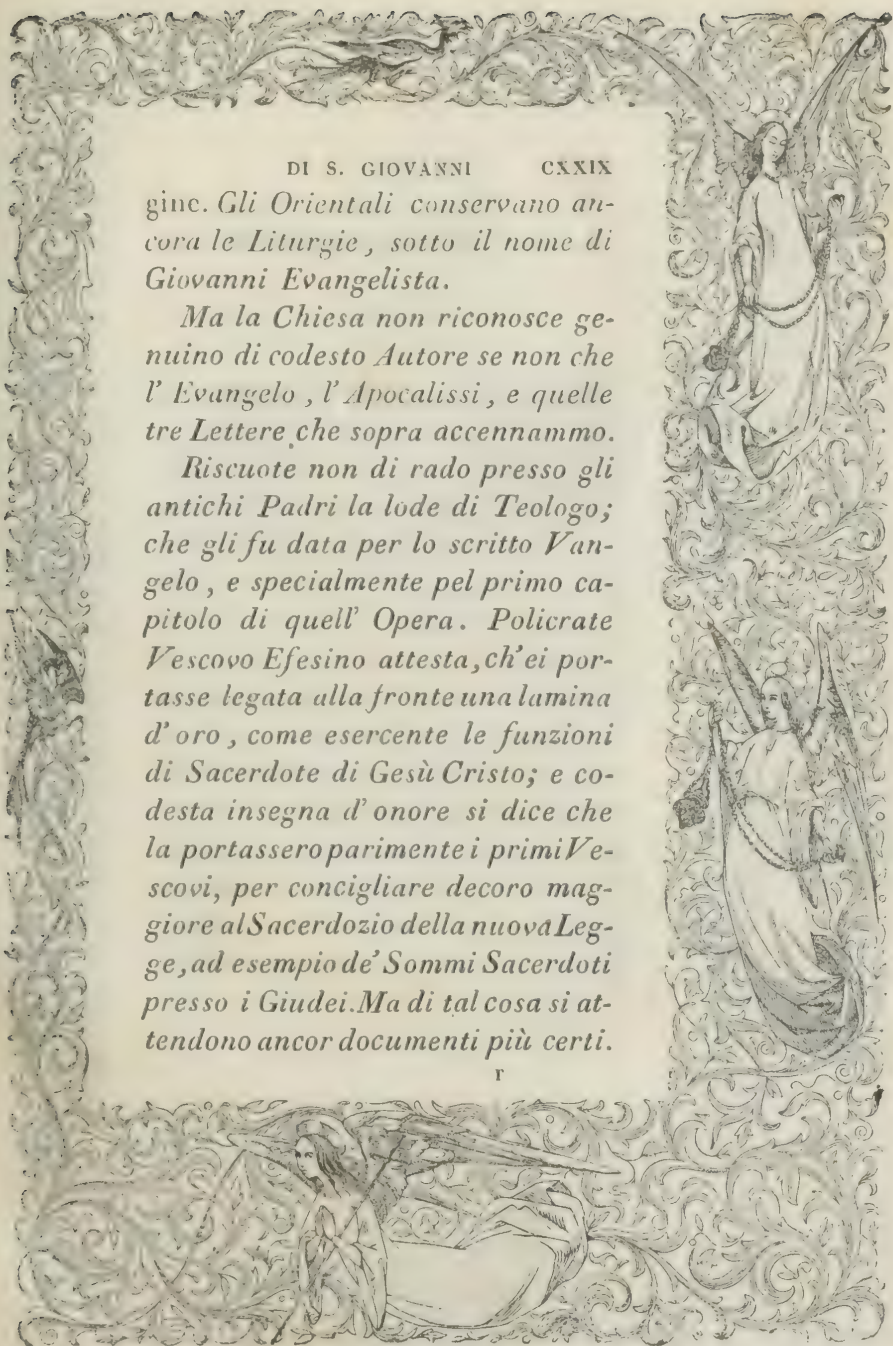 DI S. GIOVANNI CXXIX
gine. Gli Orientali conservano an-
cora le Liturgie, sotto il nome di
Giovanni Evangelista.
Ma la Chiesa non riconosce ge-
nuino di codesto Autore se non che
l' Evangelo, l' Apocalissi, e quelle
tre Lettere che sopra accennammo.
Riscuote non di rado presso gli
antichi Padri la lode di Teologo;
che gli fu data per lo scritto Van-
gelo, e specialmente pel primo ca-
pitolo di quell' Opera. Policrate
Vescovo Efesino attesta, ch' ei por-
tasse legata alla fronte una lamina
d' oro, come esercente le funzioni
di Sacerdote di Gesù Cristo; e co-
desta insegna d' onore si dice che
la portassero parimente i primi Ve-
scovi, per concigliare decoro mag-
giore al Sacerdozio della nuova Leg-
ge, ad esempio de' Sommi Sacerdoti
presso i Giudei. Ma di tal cosa si at-
tendono ancor documenti più certi.
r